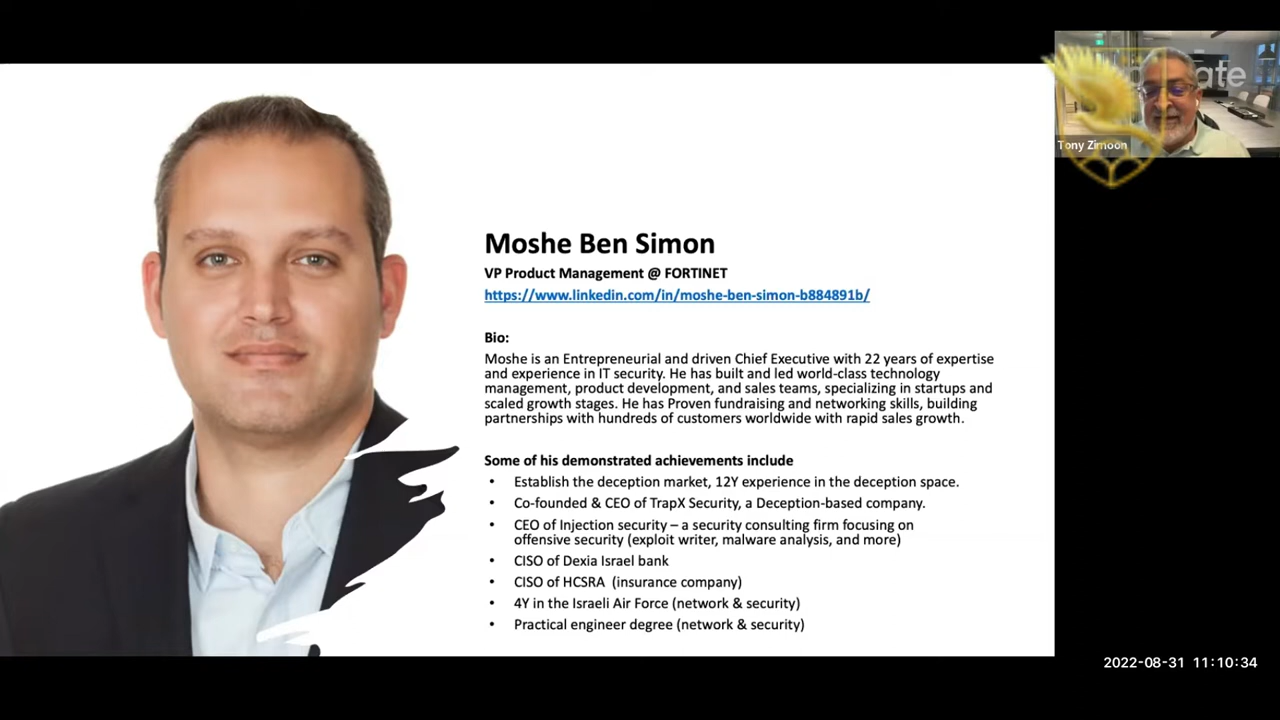 Moshe Ben Simon
VP Product Management @ FORTINET
https://www.linkedin.com/in/moshe-ben-simon-b884891b/
Bio:
Moshe is an Entrepreneurial and driven Chief Executive with 22 years of expertise
and experience in IT security. He has built and led world-class technology
management, product development, and sales teams, specializing in startups and
scaled growth stages. He has Proven fundraising and networking skills, building
partnerships with hundreds of customers worldwide with rapid sales growth.
Some of his demonstrated achievements include
• Establish the deception market, 12Y experience in the deception space.
• Co-founded & CEO of TrapX Security, a Deception-based company.
• CEO of Injection security – a security consulting firm focusing on
offensive security (exploit writer, malware analysis, and more)
• CISO of Dexia Israel bank
• CISO of HCSRA (insurance company)
• 4Y in the Israeli Air Force (network & security)
• Practical engineer degree (network & security)
Tony Zimoon
2022-08-31 11:10:34